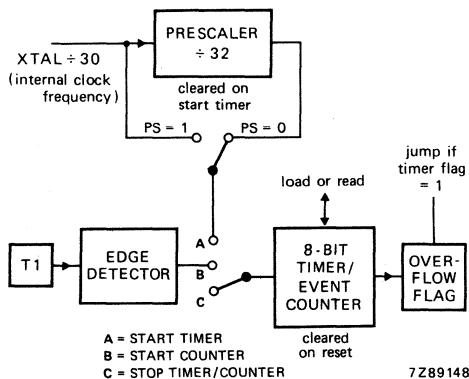 PRESCALER
÷ 32
XTAL ÷ 30
(internal clock
frequency)
cleared on
start timer
PS = 1
PS = 0
jump if
timer flag
= 1
load or read
T1
EDGE
DETECTOR
A
B
C
8-BIT
TIMER/
EVENT
COUNTER
OVER-
FLOW
FLAG
A = START TIMER
B = START COUNTER
C = STOP TIMER/COUNTER
cleared
on reset
7Z89148